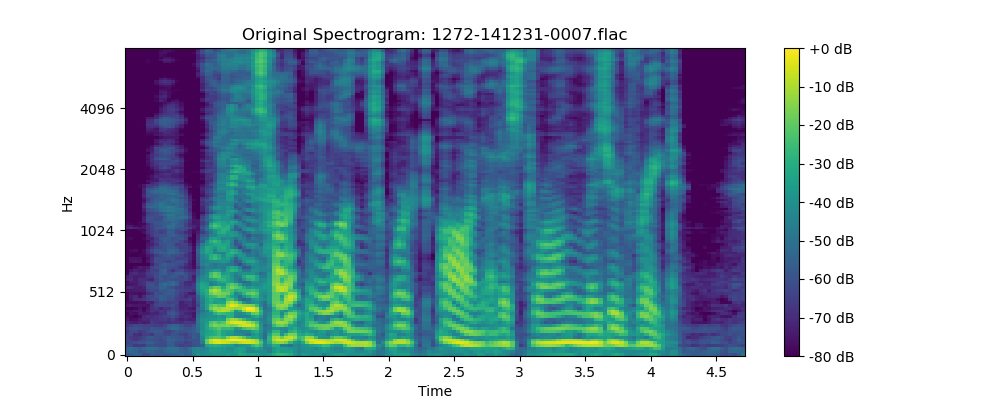 Original Spectrogram: 1272-141231-0007.flac
Hz
4096
2048
1024
512
0
0 0.5 1 1.5 2 2.5 3 3.5 4 4.5
Time
+0 dB
-10 dB
-20 dB
-30 dB
-40 dB
-50 dB
-60 dB
-70 dB
-80 dB